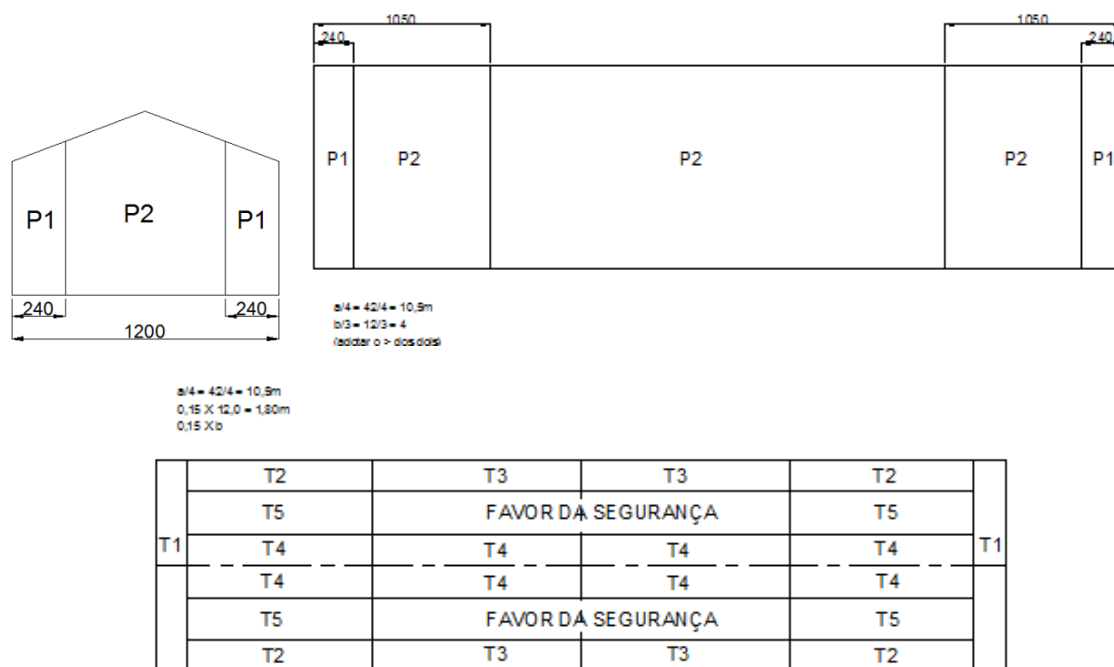 1050
1050
240
240
P1
P2
P2
P2
P1
P1
P2
P1
240
240
1200
a/4 = 42/4 = 10,5m
b/3 = 12/3 = 4
(adotar o > dos dois)
a/4 = 42/4 = 10,5m
0,15 X 12,0 = 1,80m
0,15 X b
T2 T3 T3 T2
T5 FAVOR DA SEGURANÇA T5
T1 T4 T4 T4 T4 T1
T4 T4 T4 T4
T5 FAVOR DA SEGURANÇA T5
T2 T3 T3 T2